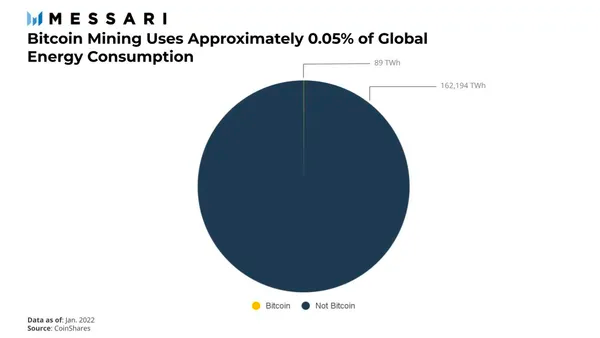 MESSARI
Bitcoin Mining Uses Approximately 0.05% of Global
Energy Consumption
89 TWh
162,194 TWh
Bitcoin
Not Bitcoin
Data as of: Jan. 2022
Source: CoinShares